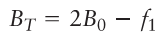 B_T = 2B_0 − f_1